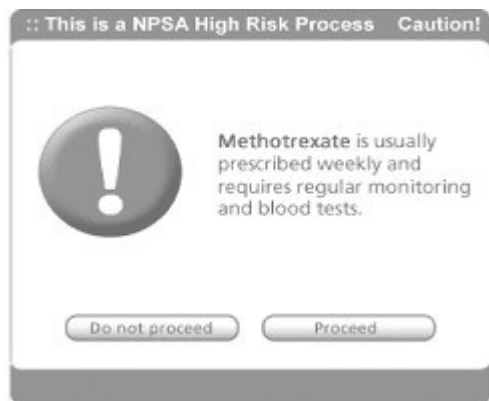 :: This is a NPSA High Risk Process Caution!
!
Methotrexate is usually
prescribed weekly and
requires regular monitoring
and blood tests.
Do not proceed Proceed